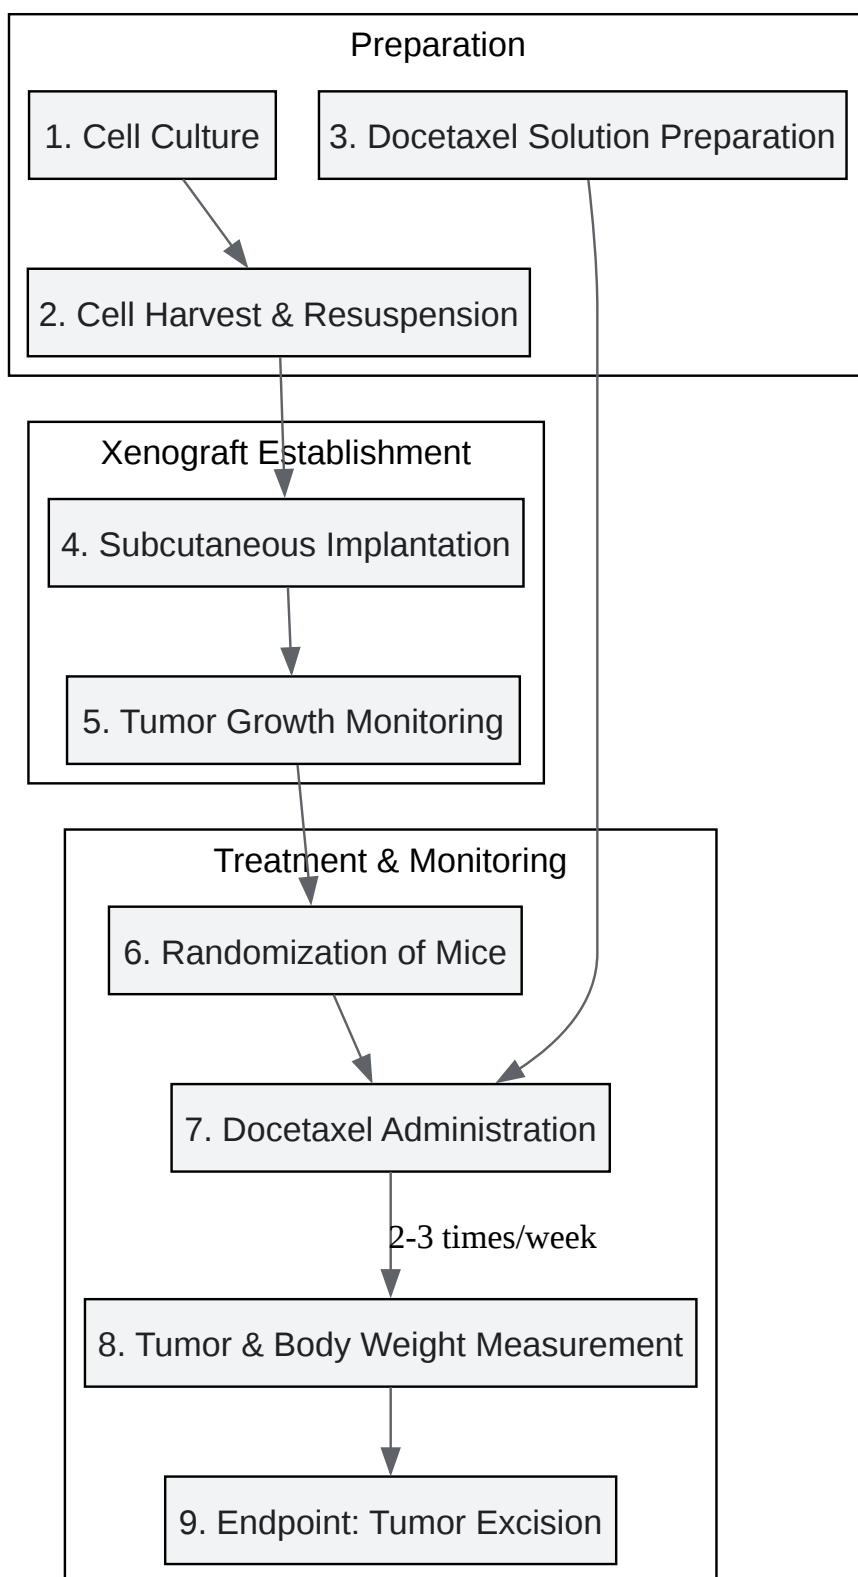 Preparation
1. Cell Culture
3. Docetaxel Solution Preparation
2. Cell Harvest & Resuspension
Xenograft Establishment
4. Subcutaneous Implantation
5. Tumor Growth Monitoring
Treatment & Monitoring
6. Randomization of Mice
7. Docetaxel Administration
2-3 times/week
8. Tumor & Body Weight Measurement
9. Endpoint: Tumor Excision